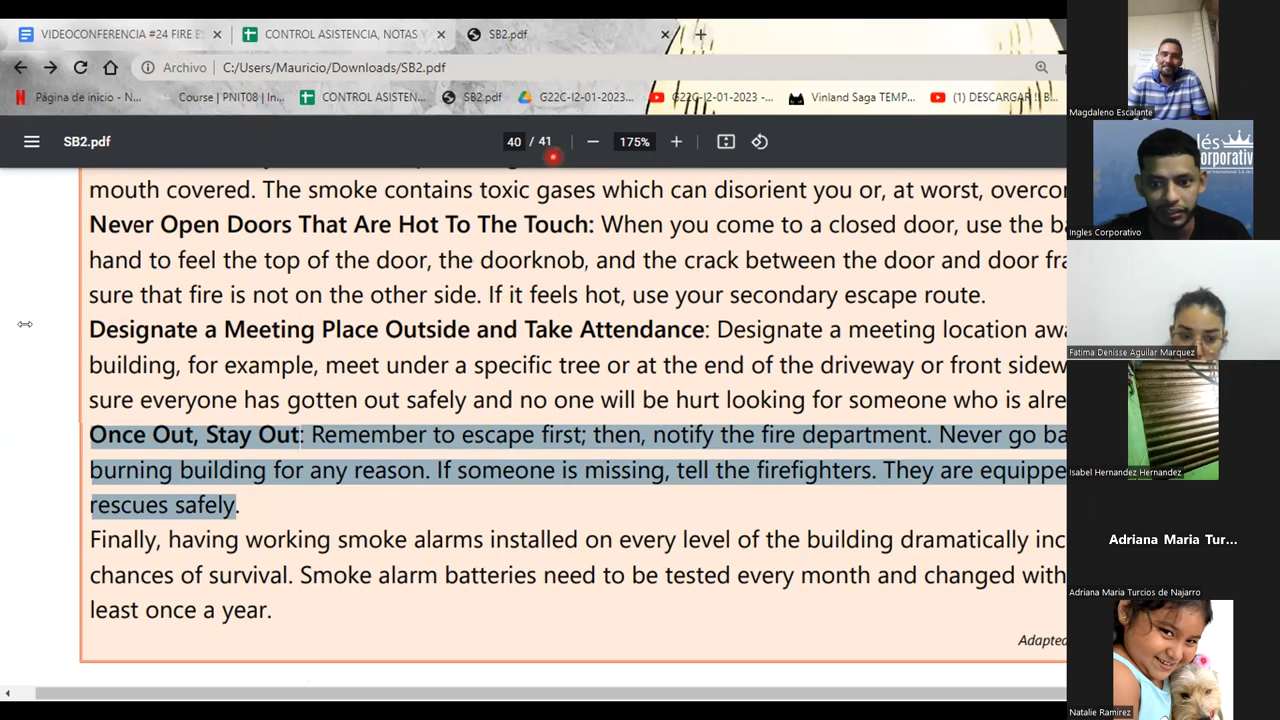 VIDEOCONFERENCIA #24 FIRE E
CONTROL ASISTENCIA, NOTAS Y
SB2.pdf
Archivo
C:/Users/Mauricio/Downloads/SB2.pdf
Página de inicio - N...
Course | PNIT08 | In...
CONTROL ASISTEN...
SB2.pdf
G22C-I2-01-2023...
G22C-I2-01-2023 -...
Vinland Saga TEMP...
(1) DESCARGAR
SB2.pdf
40 / 41
175%
mouth covered. The smoke contains toxic gases which can disorient you or, at worst, overco
Never Open Doors That Are Hot To The Touch: When you come to a closed door, use the ba
hand to feel the top of the door, the doorknob, and the crack between the door and door fra
sure that fire is not on the other side. If it feels hot, use your secondary escape route.
Designate a Meeting Place Outside and Take Attendance: Designate a meeting location awa
building, for example, meet under a specific tree or at the end of the driveway or front sidew
sure everyone has gotten out safely and no one will be hurt looking for someone who is alre
Once Out, Stay Out: Remember to escape first; then, notify the fire department. Never go ba
burning building for any reason. If someone is missing, tell the firefighters. They are equippe
rescues safely.
Finally, having working smoke alarms installed on every level of the building dramatically inc
chances of survival. Smoke alarm batteries need to be tested every month and changed with
least once a year.
Adapted
Magdaleno Escalante
lés
orporativ
Ingles Corporativo
Fatima Denisse Aguilar Marquez
Isabel Hernandez Hernandez
Adriana Maria Tur...
Adriana Maria Turcios de Najarro
Natalie Ramirez